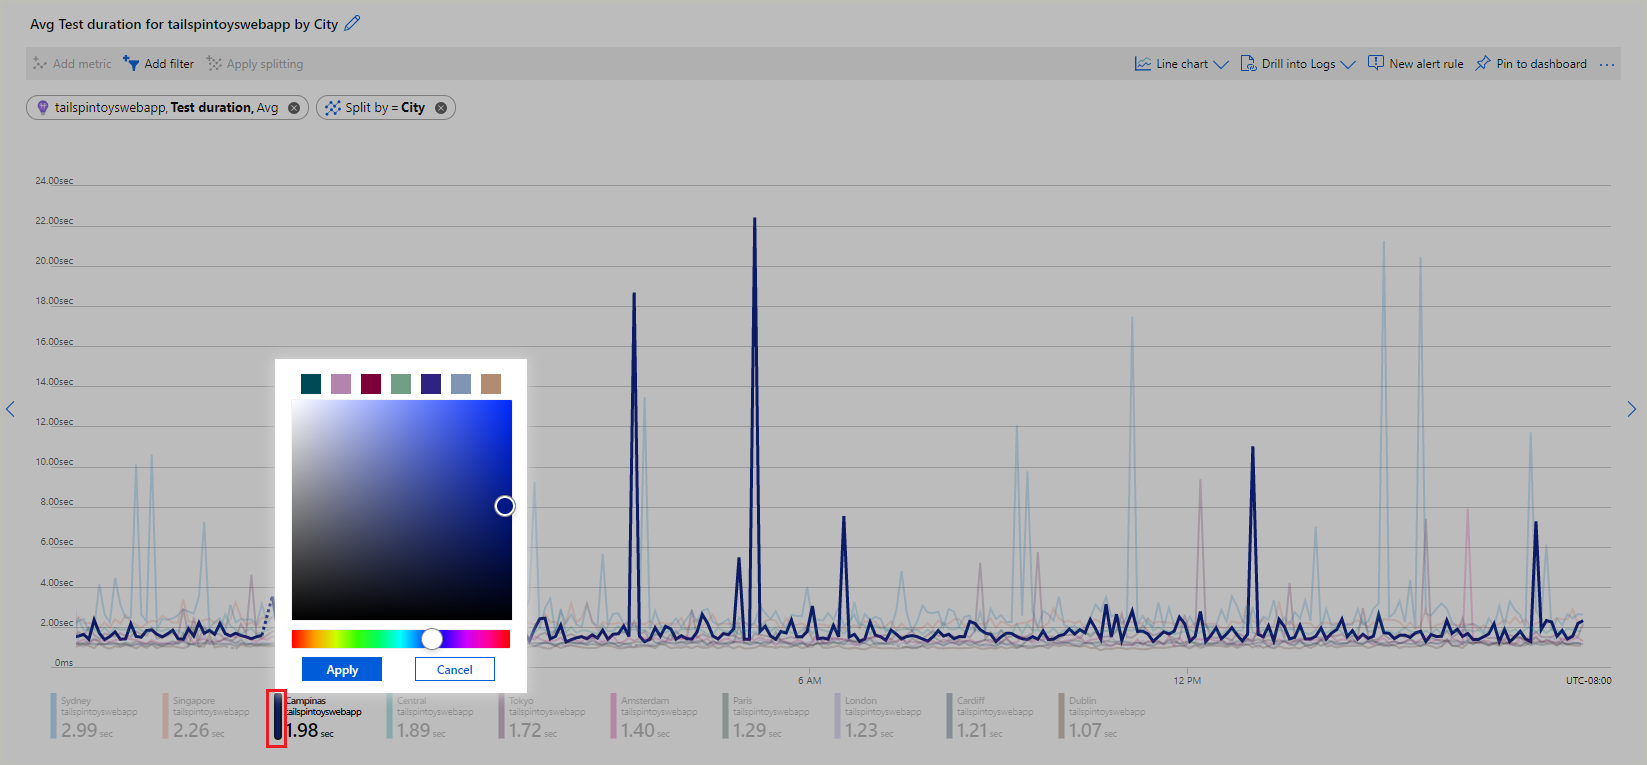 Avg Test duration for tailspintoyswebapp by City
Add metric Add filter Apply splitting Line chart Drill into Logs New alert rule Pin to dashboard ...
tailspintoyswebapp, Test duration, Avg Split by = City
24.00sec
22.00sec
20.00sec
18.00sec
16.00sec
14.00sec
12.00sec
10.00sec
8.00sec
6.00sec
4.00sec
2.00sec
0ms
Apply Cancel
6 AM 12 PM UTC-08:00
Sydney Singapore Campinas Central Tokyo Amsterdam Paris London Cardiff Dublin
tailspintoyswebapp tailspintoyswebapp tailspintoyswebapp tailspintoyswebapp tailspintoyswebapp tailspintoyswebapp tailspintoyswebapp tailspintoyswebapp tailspintoyswebapp tailspintoyswebapp
2.99 sec 2.26 sec 1.98 sec 1.89 sec 1.72 sec 1.40 sec 1.29 sec 1.23 sec 1.21 sec 1.07 sec